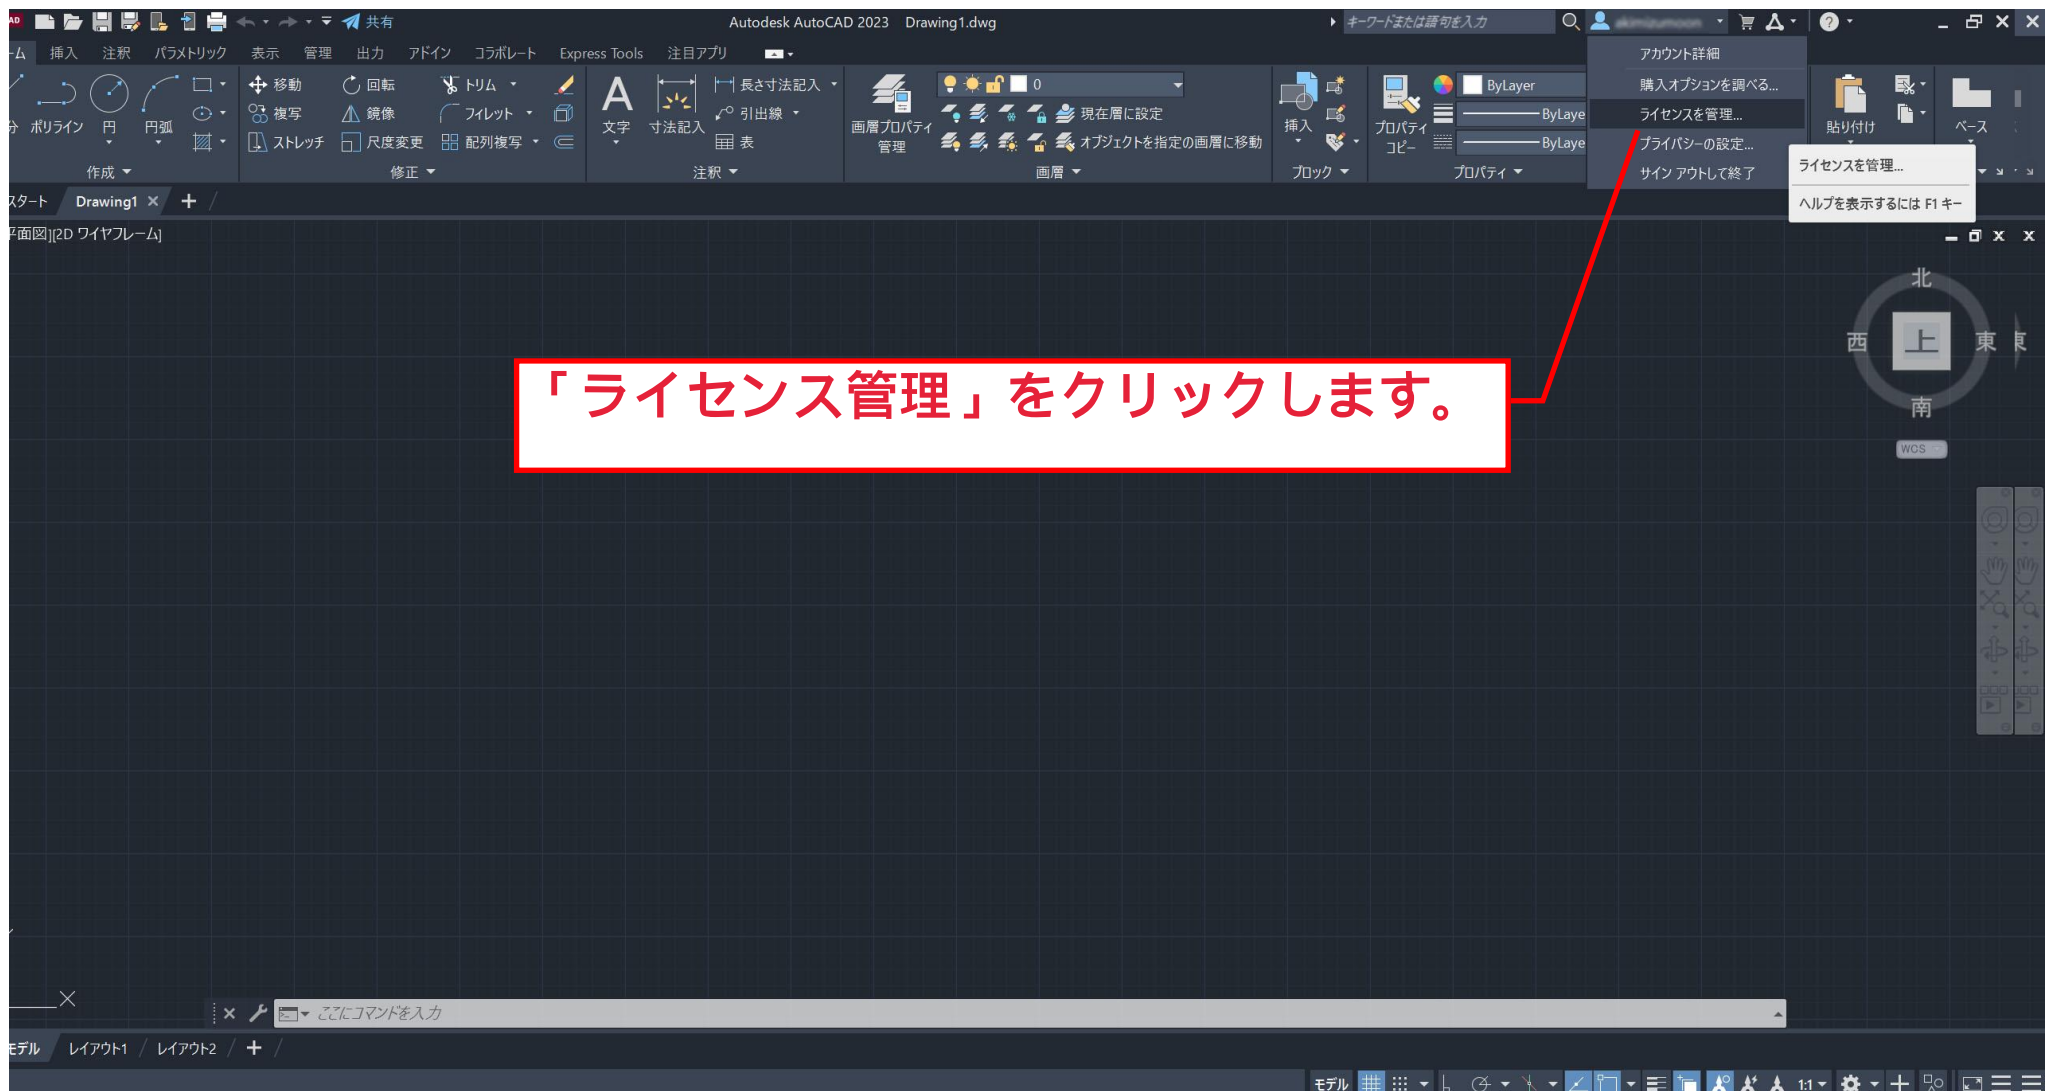 共有
Autodesk AutoCAD 2023 Drawing1.dwg
キーワードまたは語句を入力
挿入 注釈 パラメトリック 表示 管理 出力 アドイン コラボレート Express Tools 注目アプリ
アカウント詳細
購入オプションを調べる...
ライセンスを管理...
プライバシーの設定...
サイン アウトして終了
ライセンスを管理...
ヘルプを表示するには F1 キー
ポリライン 円 円弧
作成
移動 回転 トリム
複写 鏡像 フィレット
ストレッチ 尺度変更 配列複写
修正
文字 寸法記入
長さ寸法記入
引出線
表
注釈
画層プロパティ
管理
0
現在層に設定
オブジェクトを指定の画層に移動
画層
挿入
ブロック
プロパティ
コピー
ByLayer
ByLaye
ByLaye
プロパティ
貼り付け
ベース
スタート Drawing1
平面図][2D ワイヤフレーム]
北
西 上 東 東
南
WCS
「ライセンス管理」をクリックします。
X
ここにコマンドを入力
モデル レイアウト1 レイアウト2
モデル 1:1